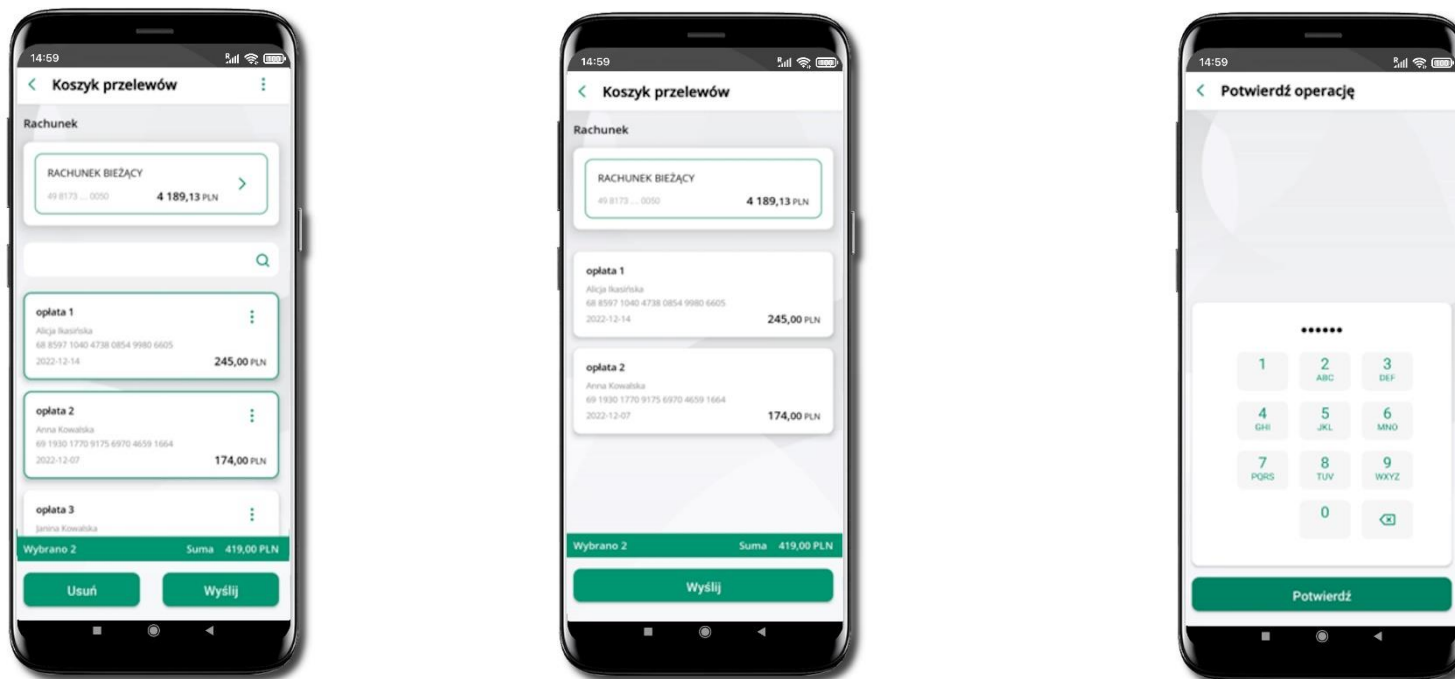 14:59
Koszyk przelewów
Rachunek
RACHUNEK BIEŻĄCY
49 8173 ... 0050 4 189,13 PLN
opłata 1
Alicja Ikasińska
68 8597 1040 4738 0854 9980 6605
2022-12-14 245,00 PLN
opłata 2
Anna Kowalska
69 1930 1770 9175 6970 4659 1664
2022-12-07 174,00 PLN
opłata 3
Janina Kowalska
Wybrano 2 Suma 419,00 PLN
Usuń Wyślij
14:59
Koszyk przelewów
Rachunek
RACHUNEK BIEŻĄCY
49 8173 ... 0050 4 189,13 PLN
opłata 1
Alicja Ikasińska
68 8597 1040 4738 0854 9980 6605
2022-12-14 245,00 PLN
opłata 2
Anna Kowalska
69 1930 1770 9175 6970 4659 1664
2022-12-07 174,00 PLN
Wybrano 2 Suma 419,00 PLN
Wyślij
14:59
Potwierdź operację
1 2 3
ABC DEF
4 5 6
GHI JKL MNO
7 8 9
PQRS TUV WXYZ
0
Potwierdź